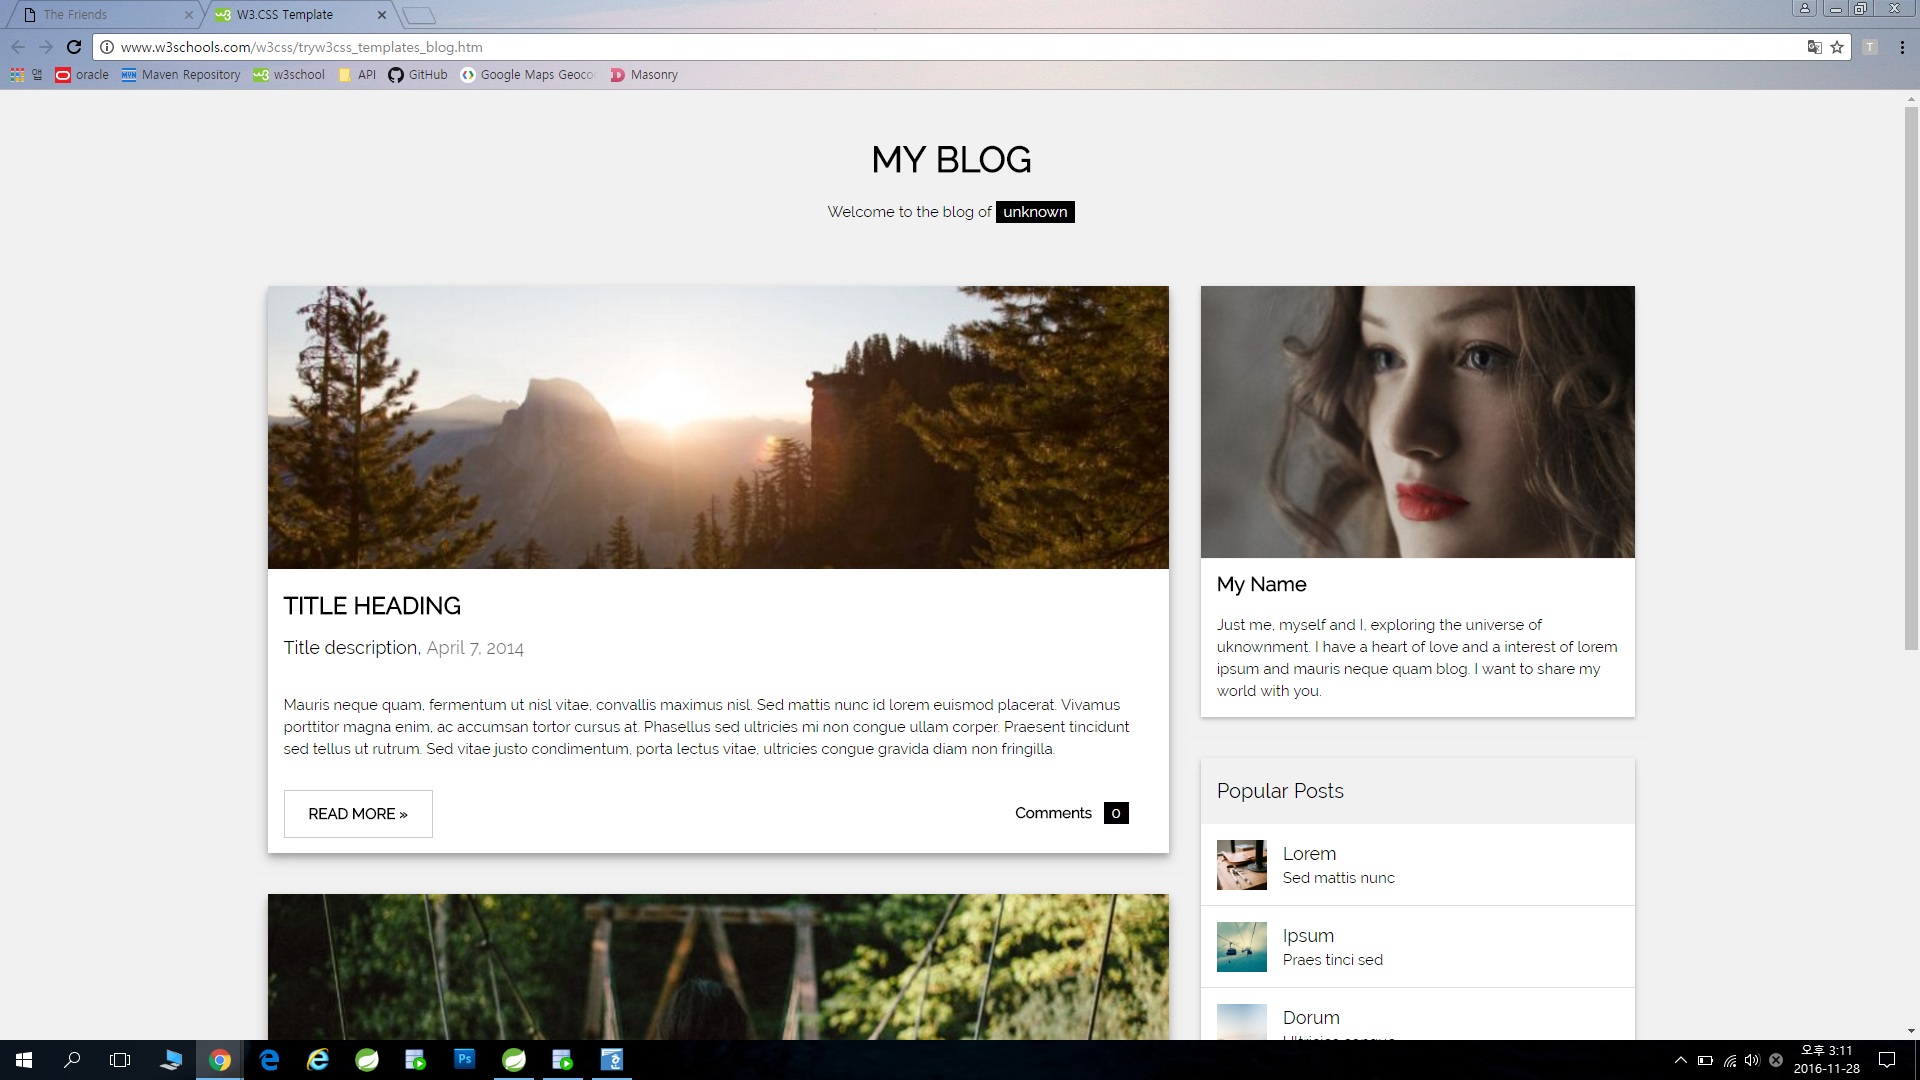 The Friends
W3.CSS Template
www.w3schools.com/w3css/tryw3css_templates_blog.htm
T
oracle
Maven Repository
w3school
API
GitHub
Google Maps Geoco
Masonry
MY BLOG
Welcome to the blog of unknown
TITLE HEADING
Title description, April 7, 2014
Mauris neque quam, fermentum ut nisl vitae, convallis maximus nisl. Sed mattis nunc id lorem euismod placerat. Vivamus
porttitor magna enim, ac accumsan tortor cursus at. Phasellus sed ultricies mi non congue ullam corper. Praesent tincidunt
sed tellus ut rutrum. Sed vitae justo condimentum, porta lectus vitae, ultricies congue gravida diam non fringilla.
READ MORE »
Comments 0
My Name
Just me, myself and I, exploring the universe of
uknownment. I have a heart of love and a interest of lorem
ipsum and mauris neque quam blog. I want to share my
world with you.
Popular Posts
Lorem
Sed mattis nunc
Ipsum
Praes tinci sed
Dorum
Ps
오후 3:11
2016-11-28